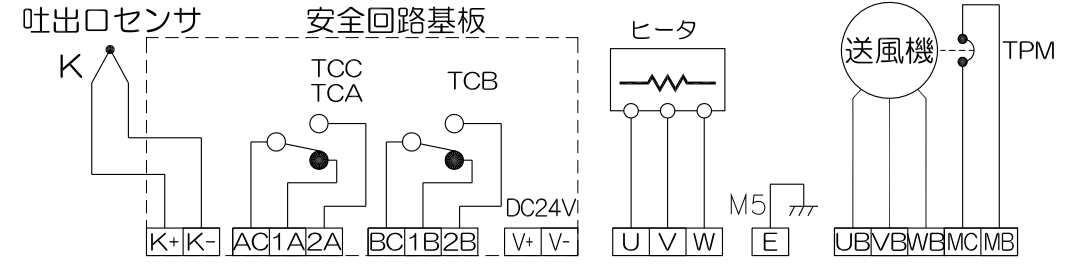 吐出口センサ 安全回路基板 ヒータ
K TCC TCB 送風機 TPM
TCA
DC24V M5
K+ K- AC 1A 2A BC 1B 2B V+ V- U V W E UB VB WB MC MB